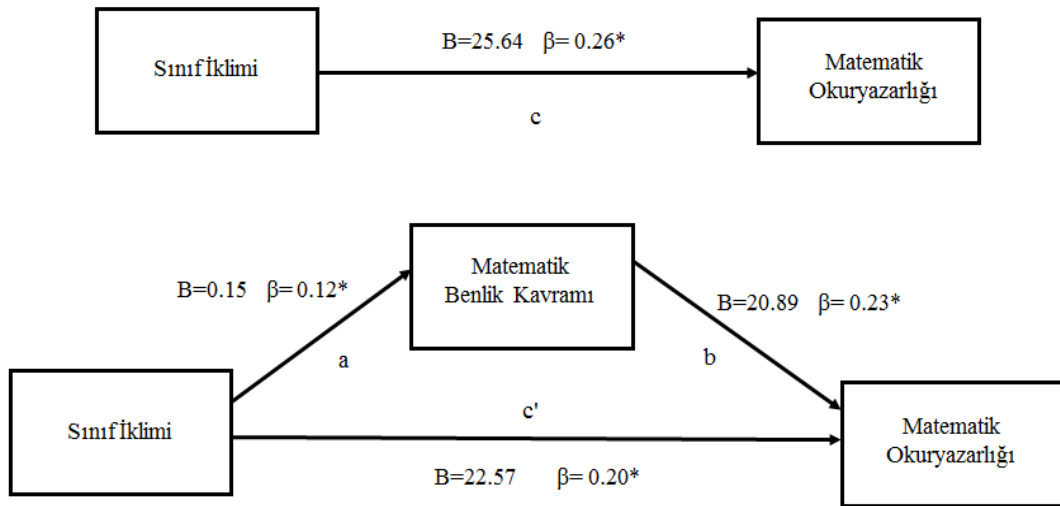 B=25.64 β= 0.26*
Sınıf İklimi
Matematik
Okuryazarlığı
c
Matematik
Benlik Kavramı
B=0.15 β= 0.12*
B=20.89 β= 0.23*
a
b
c'
Sınıf İklimi
Matematik
Okuryazarlığı
B=22.57 β= 0.20*